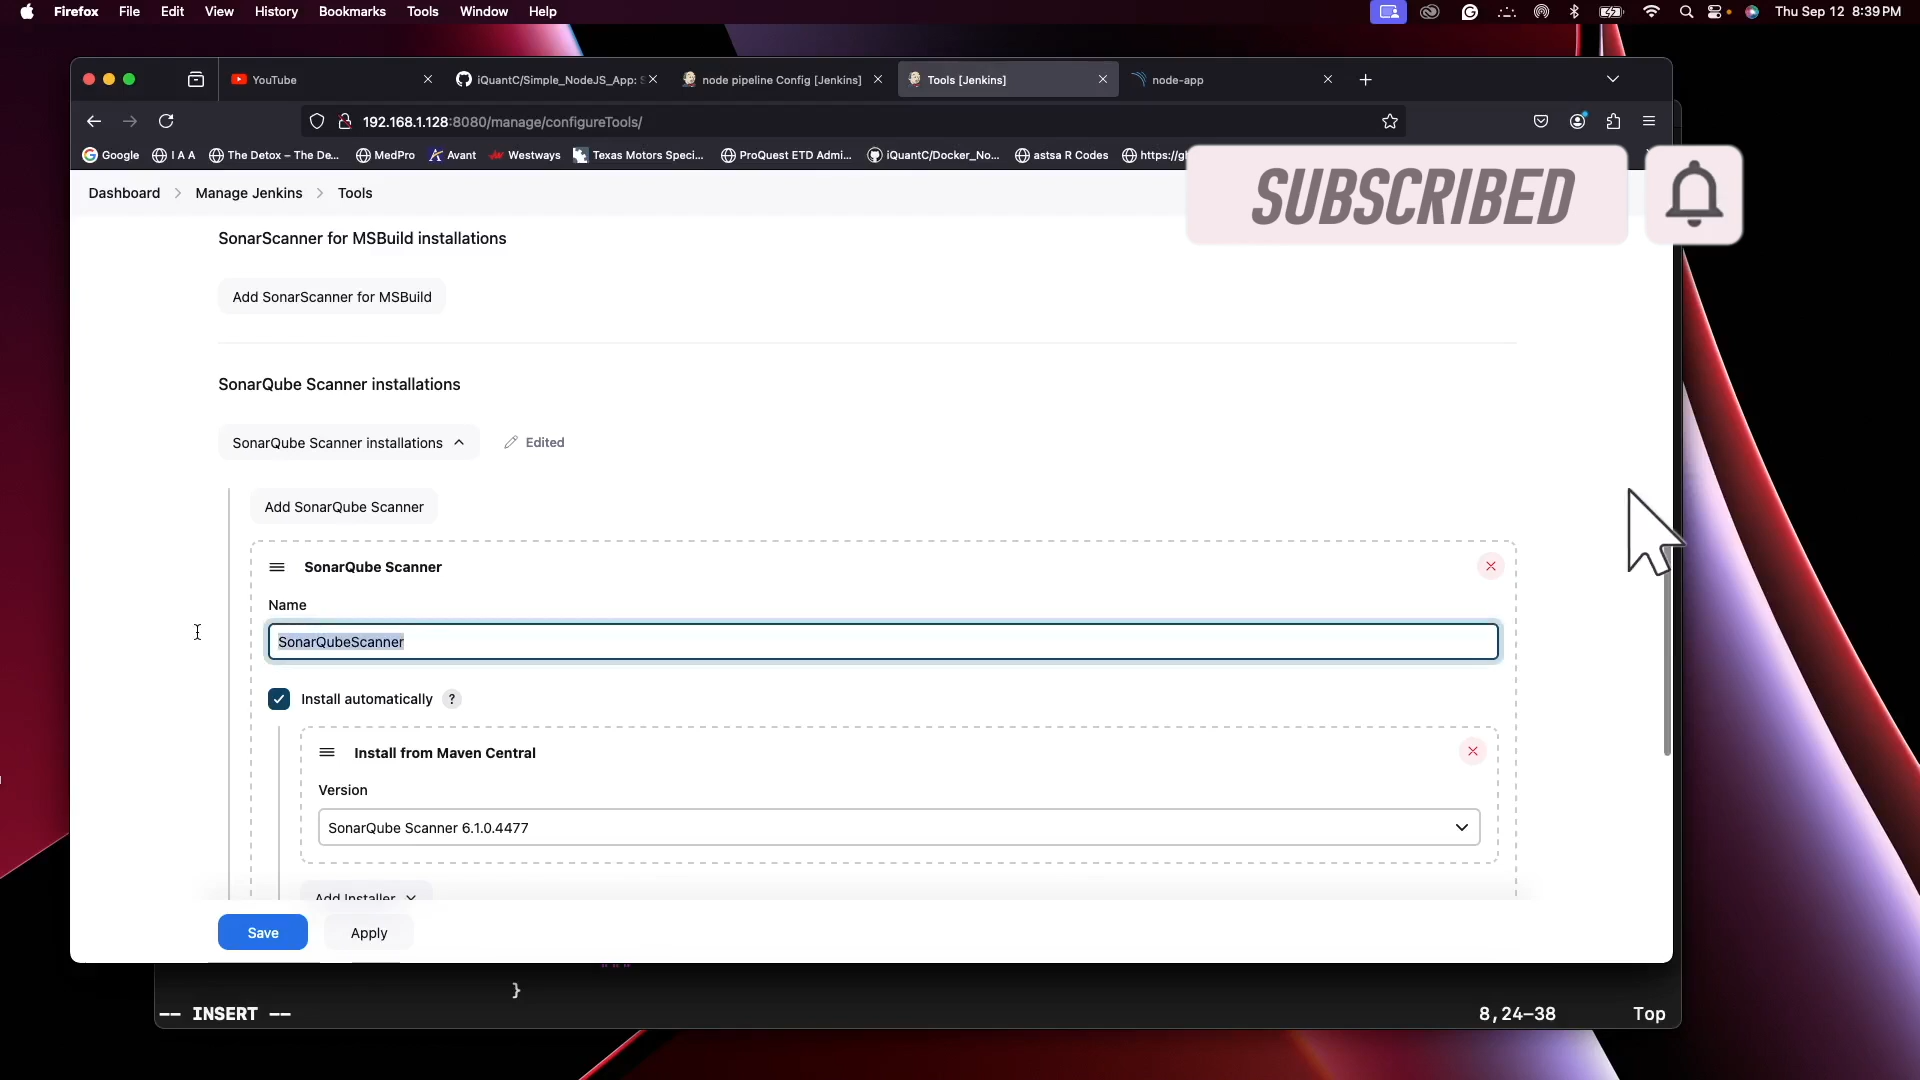 Firefox File Edit View History Bookmarks Tools Window Help Thu Sep 12 8:39 PM
YouTube iQuantC/Simple_NodeJS_App: node pipeline Config [Jenkins] Tools [Jenkins] node-app
192.168.1.128:8080/manage/configureTools/
Google I A A The Detox – The De... MedPro Avant Westways Texas Motors Speci... ProQuest ETD Admi... iQuantC/Docker_No... astsa R Codes
Dashboard Manage Jenkins Tools
SUBSCRIBED
SonarScanner for MSBuild installations
Add SonarScanner for MSBuild
SonarQube Scanner installations
SonarQube Scanner installations Edited
Add SonarQube Scanner
SonarQube Scanner
Name
SonarQubeScanner
Install automatically ?
Install from Maven Central
Version
SonarQube Scanner 6.1.0.4477
Add Installer
Save Apply
"""
}
-- INSERT -- 8,24-38 Top